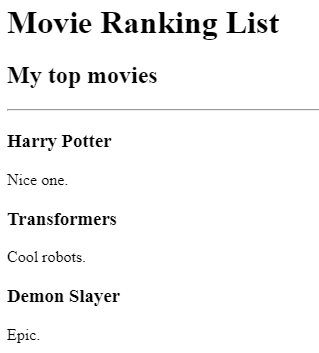 Movie Ranking List
My top movies
Harry Potter
Nice one.
Transformers
Cool robots.
Demon Slayer
Epic.